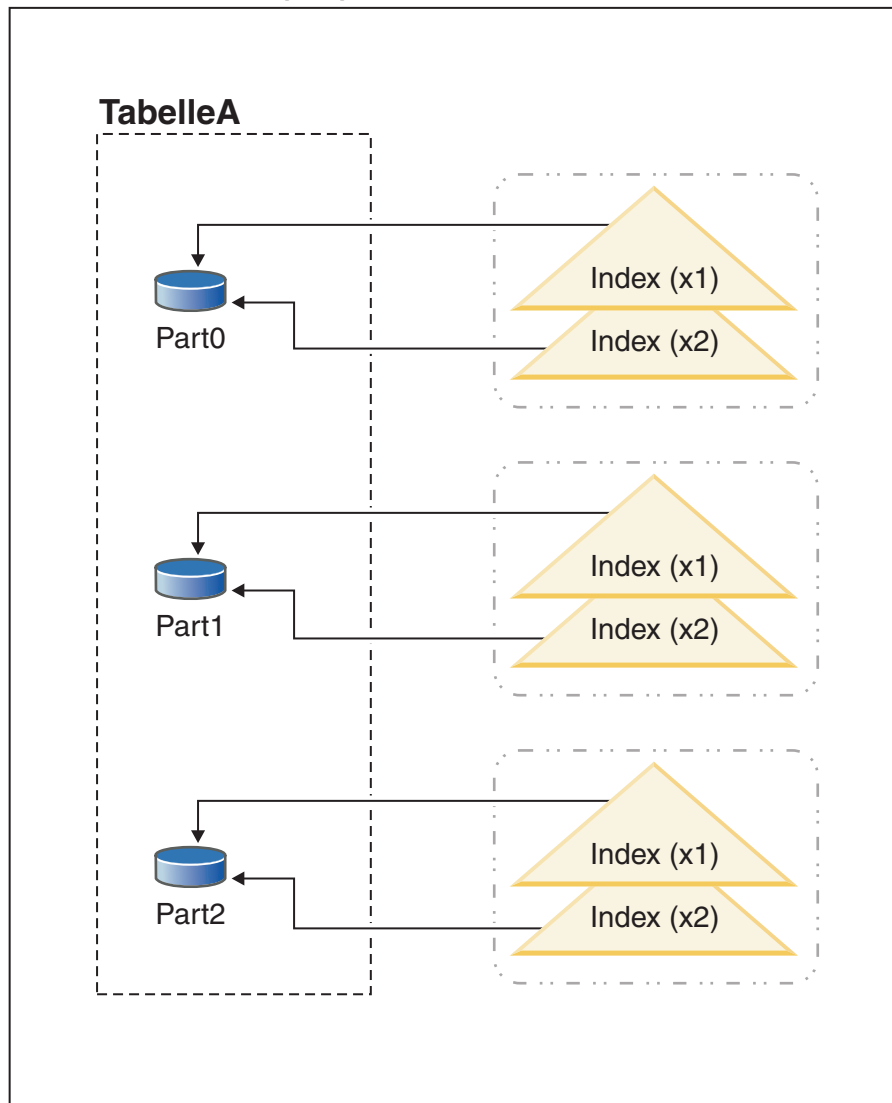 TabelleA
Index (x1)
Part0
Index (x2)
Index (x1)
Part1
Index (x2)
Index (x1)
Part2
Index (x2)